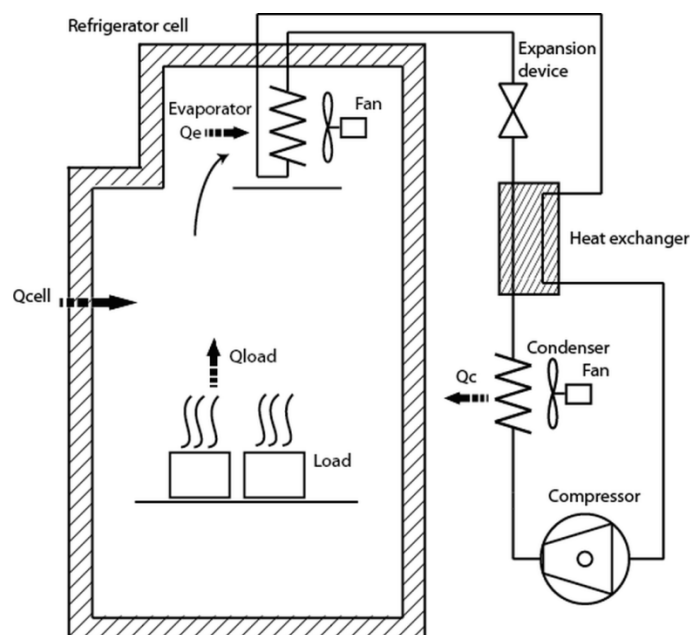 Refrigerator cell
Expansion
device
Evaporator
Fan
Qe
Heat exchanger
Qcell
Condenser
Qload
Fan
Qc
Load
Compressor